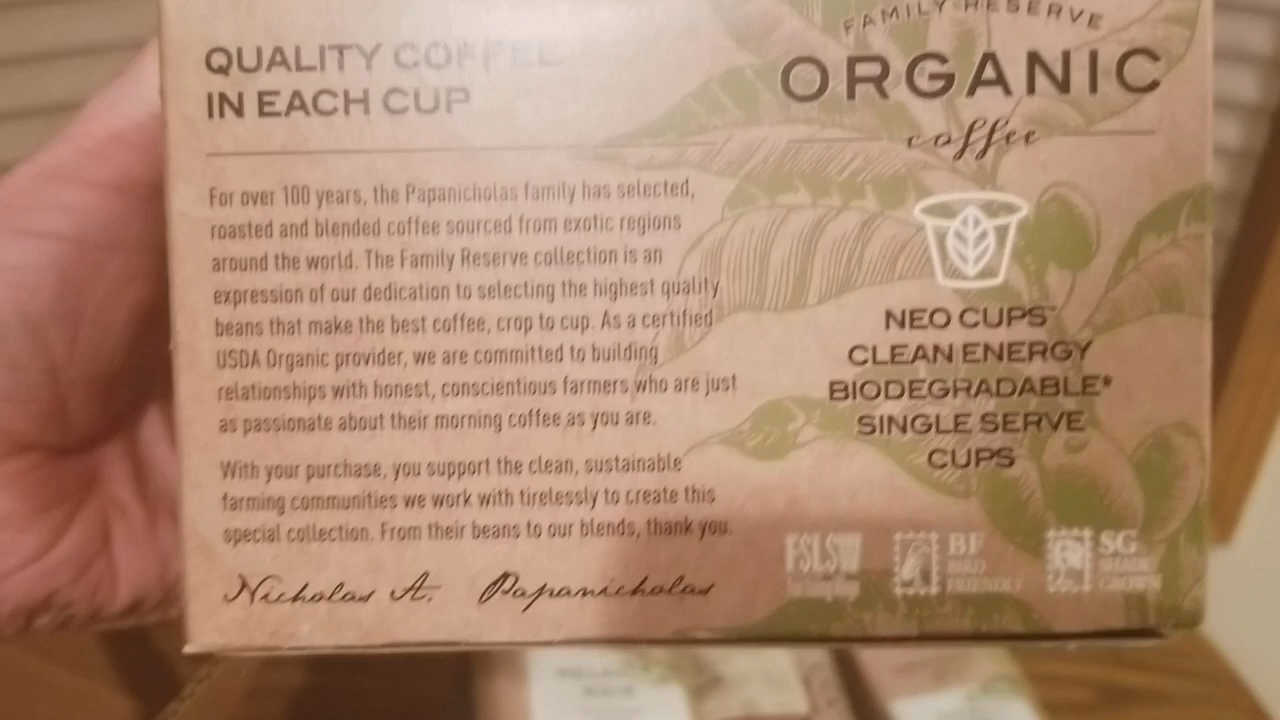 QUALITY COFFEE
IN EACH CUP
For over 100 years, the Papanicholas family has selected,
roasted and blended coffee sourced from exotic regions
around the world. The Family Reserve collection is an
expression of our dedication to selecting the highest quality
beans that make the best coffee, crop to cup. As a certified
USDA Organic provider, we are committed to building
relationships with honest, conscientious farmers who are just
as passionate about their morning coffee as you are.
With your purchase, you support the clean, sustainable
farming communities we work with tirelessly to create this
special collection. From their beans to our blends, thank you.
Nicholas A. Papanicholas
FAMILY RESERVE
ORGANIC
coffee
NEO CUPS™
CLEAN ENERGY
BIODEGRADABLE*
SINGLE SERVE
CUPS
FSLSW
BF
BIRD
FRIENDLY
SG
SHADE
GROWN